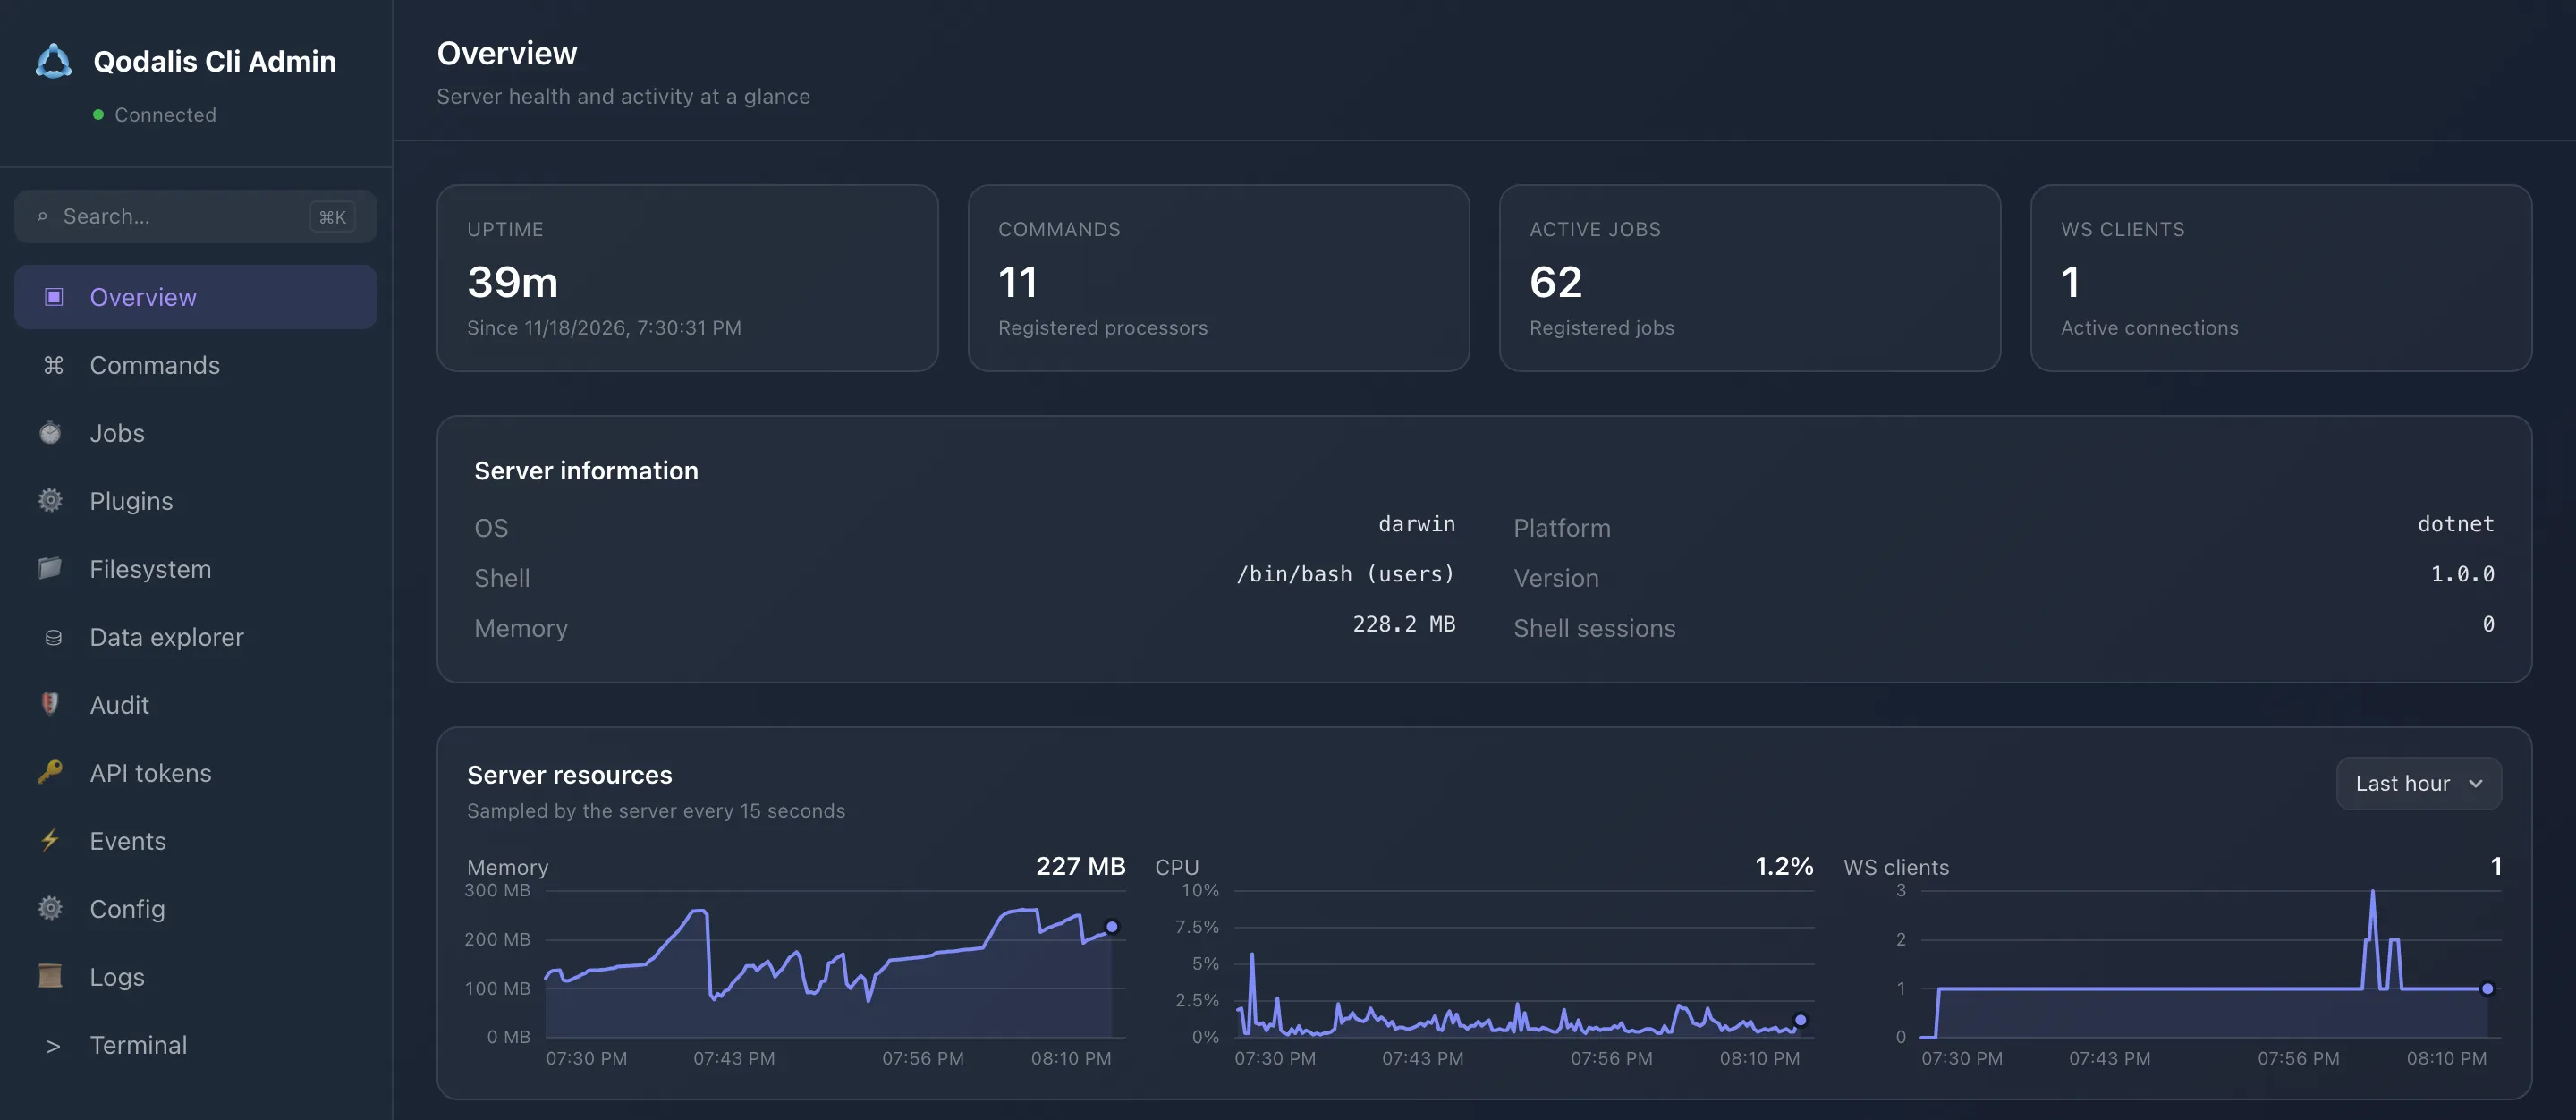 Qodalis Cli Admin
Connected
Search...
⌘K
Overview
Commands
Jobs
Plugins
Filesystem
Data explorer
Audit
API tokens
Events
Config
Logs
Terminal
Overview
Server health and activity at a glance
UPTIME
39m
Since 11/18/2026, 7:30:31 PM
COMMANDS
11
Registered processors
ACTIVE JOBS
62
Registered jobs
WS CLIENTS
1
Active connections
Server information
OS darwin Platform dotnet
Shell /bin/bash (users) Version 1.0.0
Memory 228.2 MB Shell sessions 0
Server resources
Sampled by the server every 15 seconds
Last hour
Memory 227 MB
300 MB
200 MB
100 MB
0 MB
07:30 PM 07:43 PM 07:56 PM 08:10 PM
CPU 1.2%
10%
7.5%
5%
2.5%
0%
07:30 PM 07:43 PM 07:56 PM 08:10 PM
WS clients 1
3
2
1
0
07:30 PM 07:43 PM 07:56 PM 08:10 PM